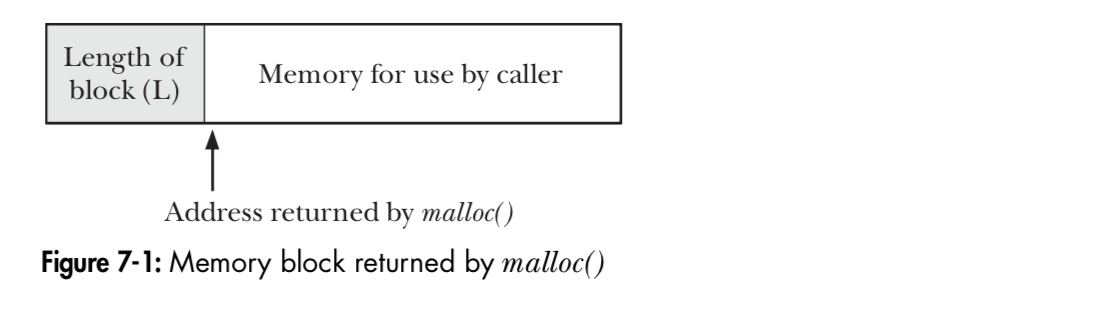 Length of
block (L)
Memory for use by caller
Address returned by malloc()
Figure 7-1: Memory block returned by malloc()